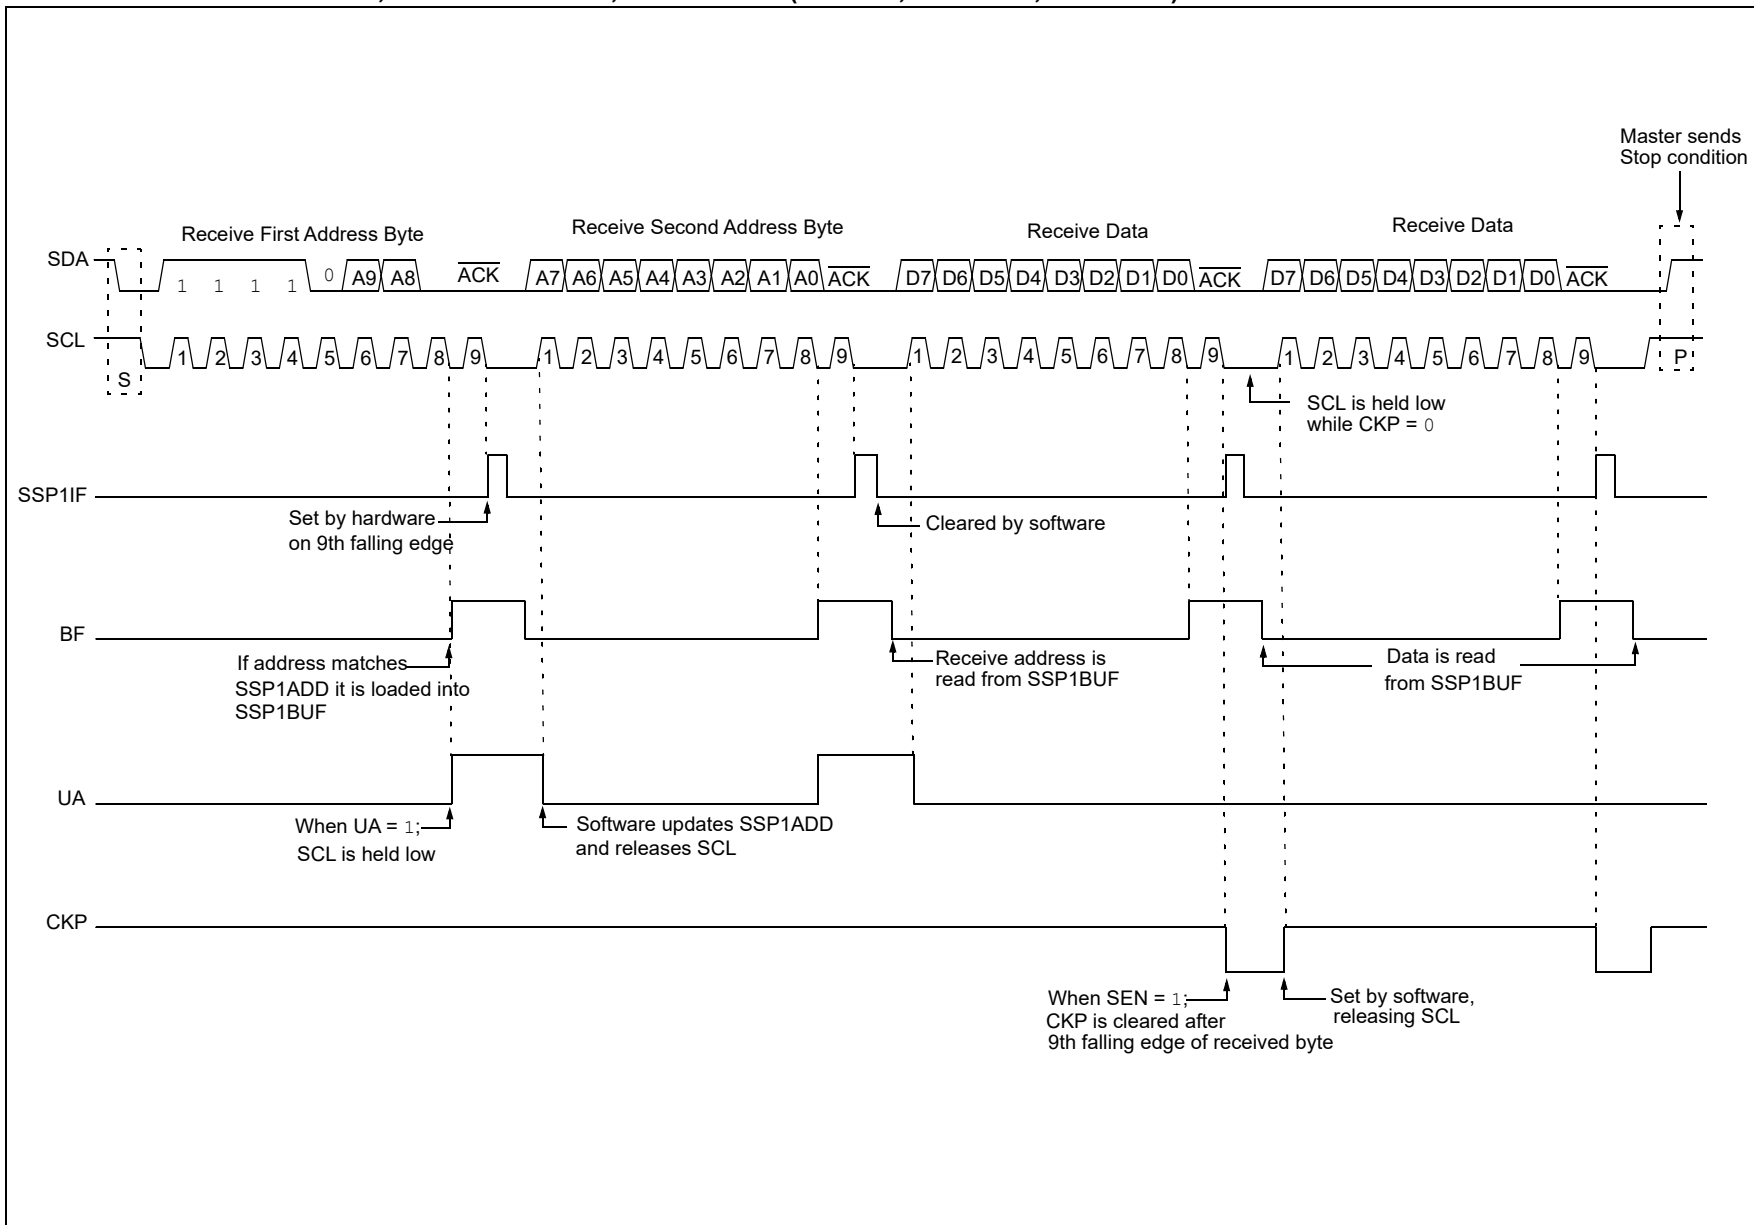 Master sends
Stop condition
Receive First Address Byte
Receive Second Address Byte
Receive Data
Receive Data
SDA
1 1 1 1 0 A9 A8 ACK A7 A6 A5 A4 A3 A2 A1 A0 ACK D7 D6 D5 D4 D3 D2 D1 D0 ACK D7 D6 D5 D4 D3 D2 D1 D0 ACK
SCL
S 1 2 3 4 5 6 7 8 9 1 2 3 4 5 6 7 8 9 1 2 3 4 5 6 7 8 9 1 2 3 4 5 6 7 8 9 P
SCL is held low
while CKP = 0
SSP1IF
Set by hardware
on 9th falling edge
Cleared by software
BF
If address matches
SSP1ADD it is loaded into
SSP1BUF
Receive address is
read from SSP1BUF
Data is read
from SSP1BUF
UA
When UA = 1;
SCL is held low
Software updates SSP1ADD
and releases SCL
CKP
When SEN = 1;
CKP is cleared after
9th falling edge of received byte
Set by software,
releasing SCL